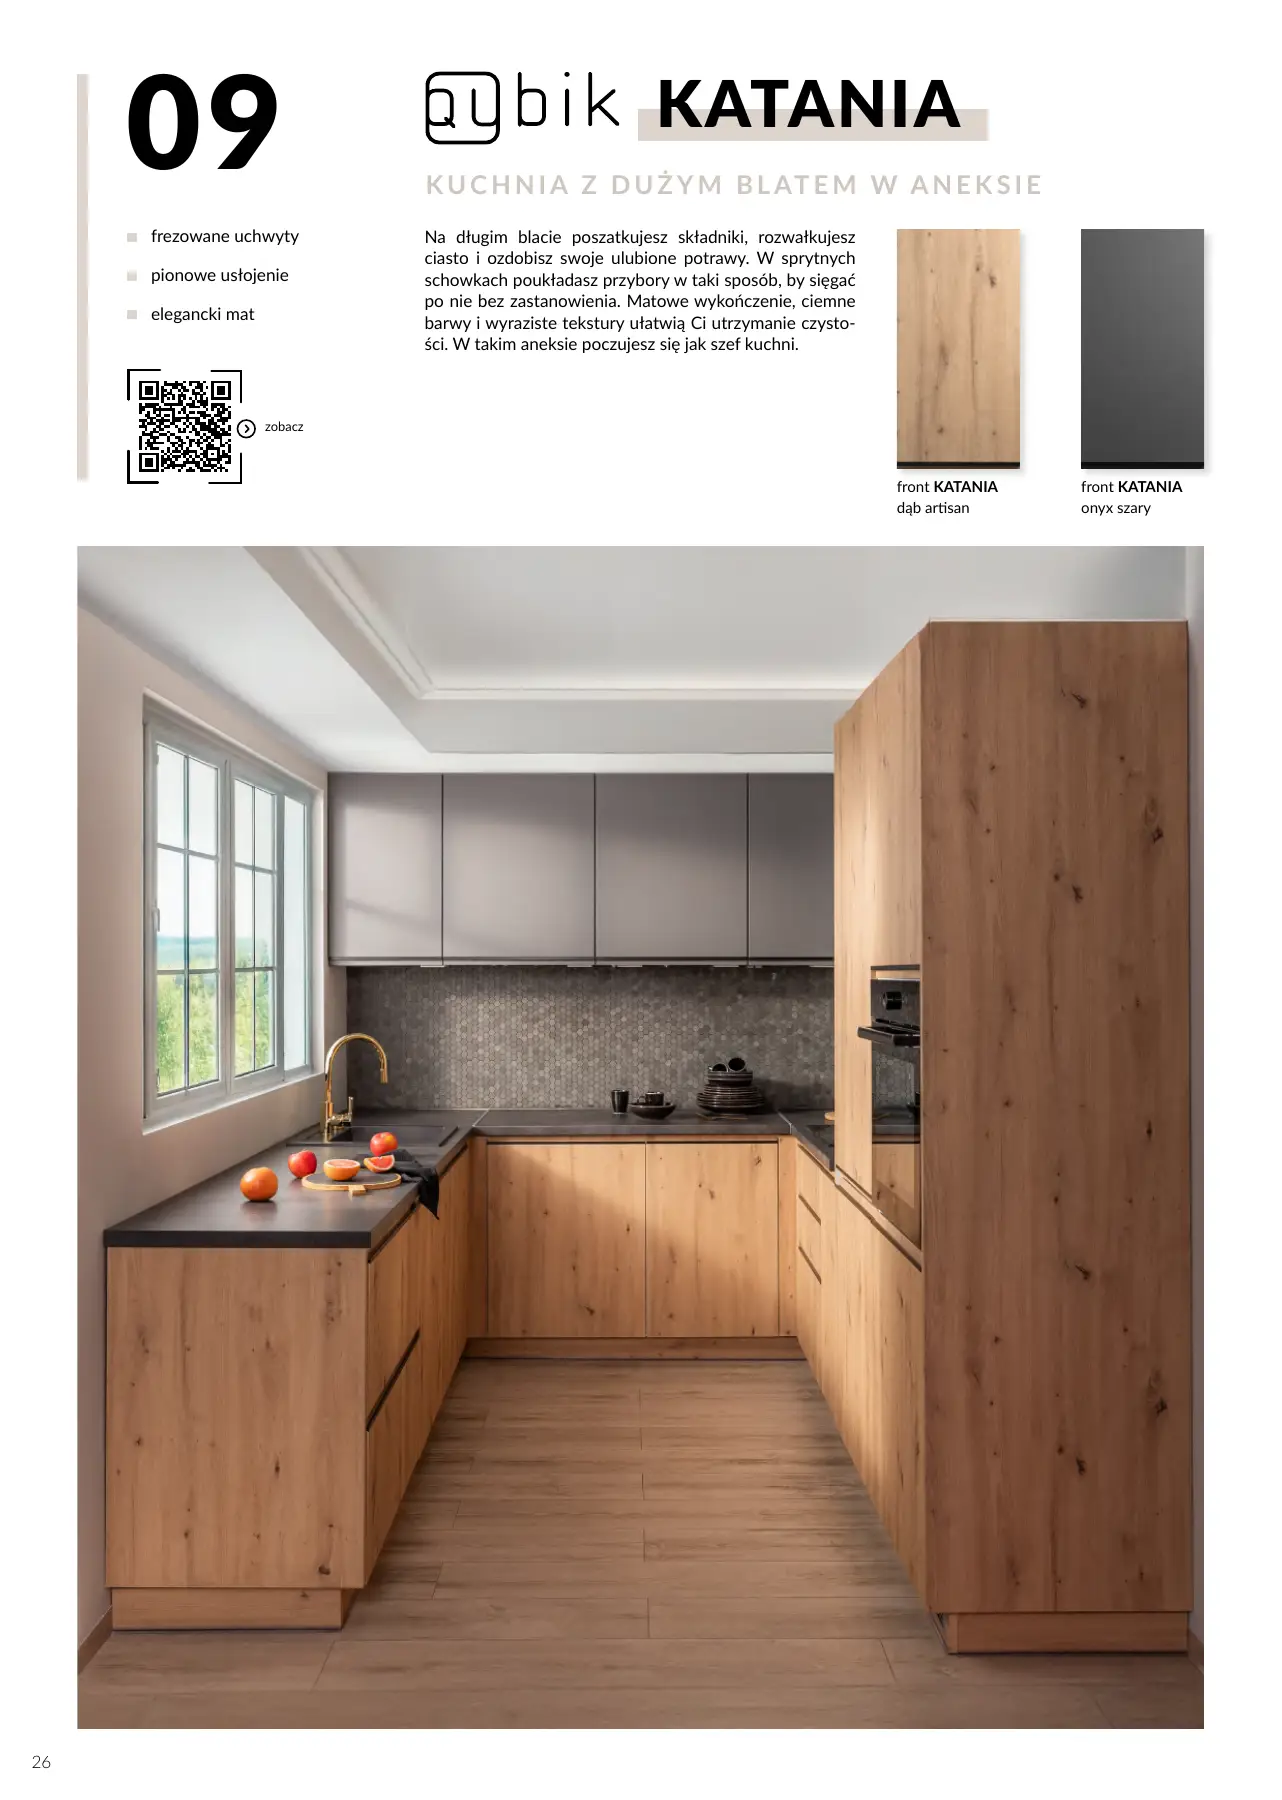 09
qubik KATANIA
KUCHNIA Z DUŻYM BLATEM W ANEKSIE
frezowane uchwyty
pionowe usłojenie
elegancki mat
zobacz
Na długim blacie poszatkujesz składniki, rozwałkujesz
ciasto i ozdobisz swoje ulubione potrawy. W sprytnych
schowkach poukładasz przybory w taki sposób, by sięgać
po nie bez zastanowienia. Matowe wykończenie, ciemne
barwy i wyraziste tekstury ułatwią Ci utrzymanie czysto-
ści. W takim aneksie poczujesz się jak szef kuchni.
front KATANIA
dąb artisan
front KATANIA
onyx szary
26